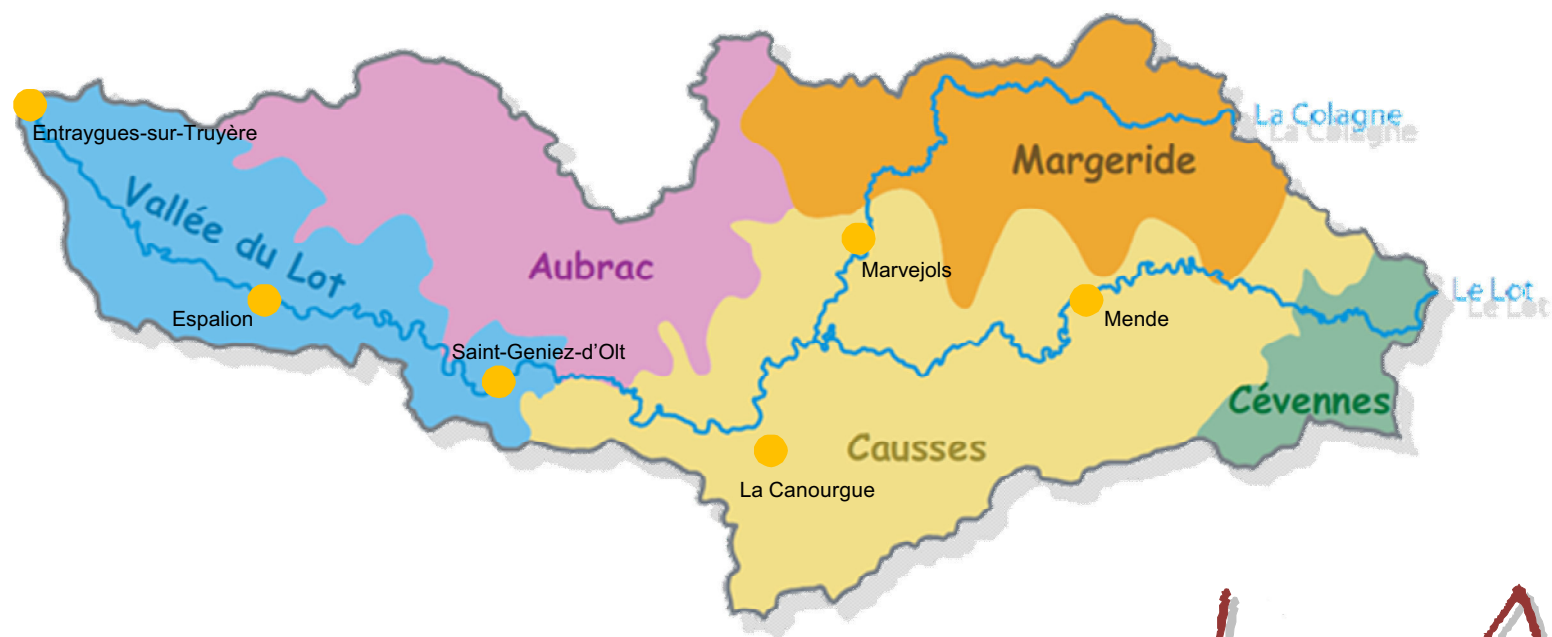 La Colagne
Entraygues-sur-Truyère
Margeride
Vallée du Lot
Aubrac
Marvejols
Le Lot
Espalion
Mende
Saint-Geniez-d’Olt
Cévennes
Causses
La Canourgue